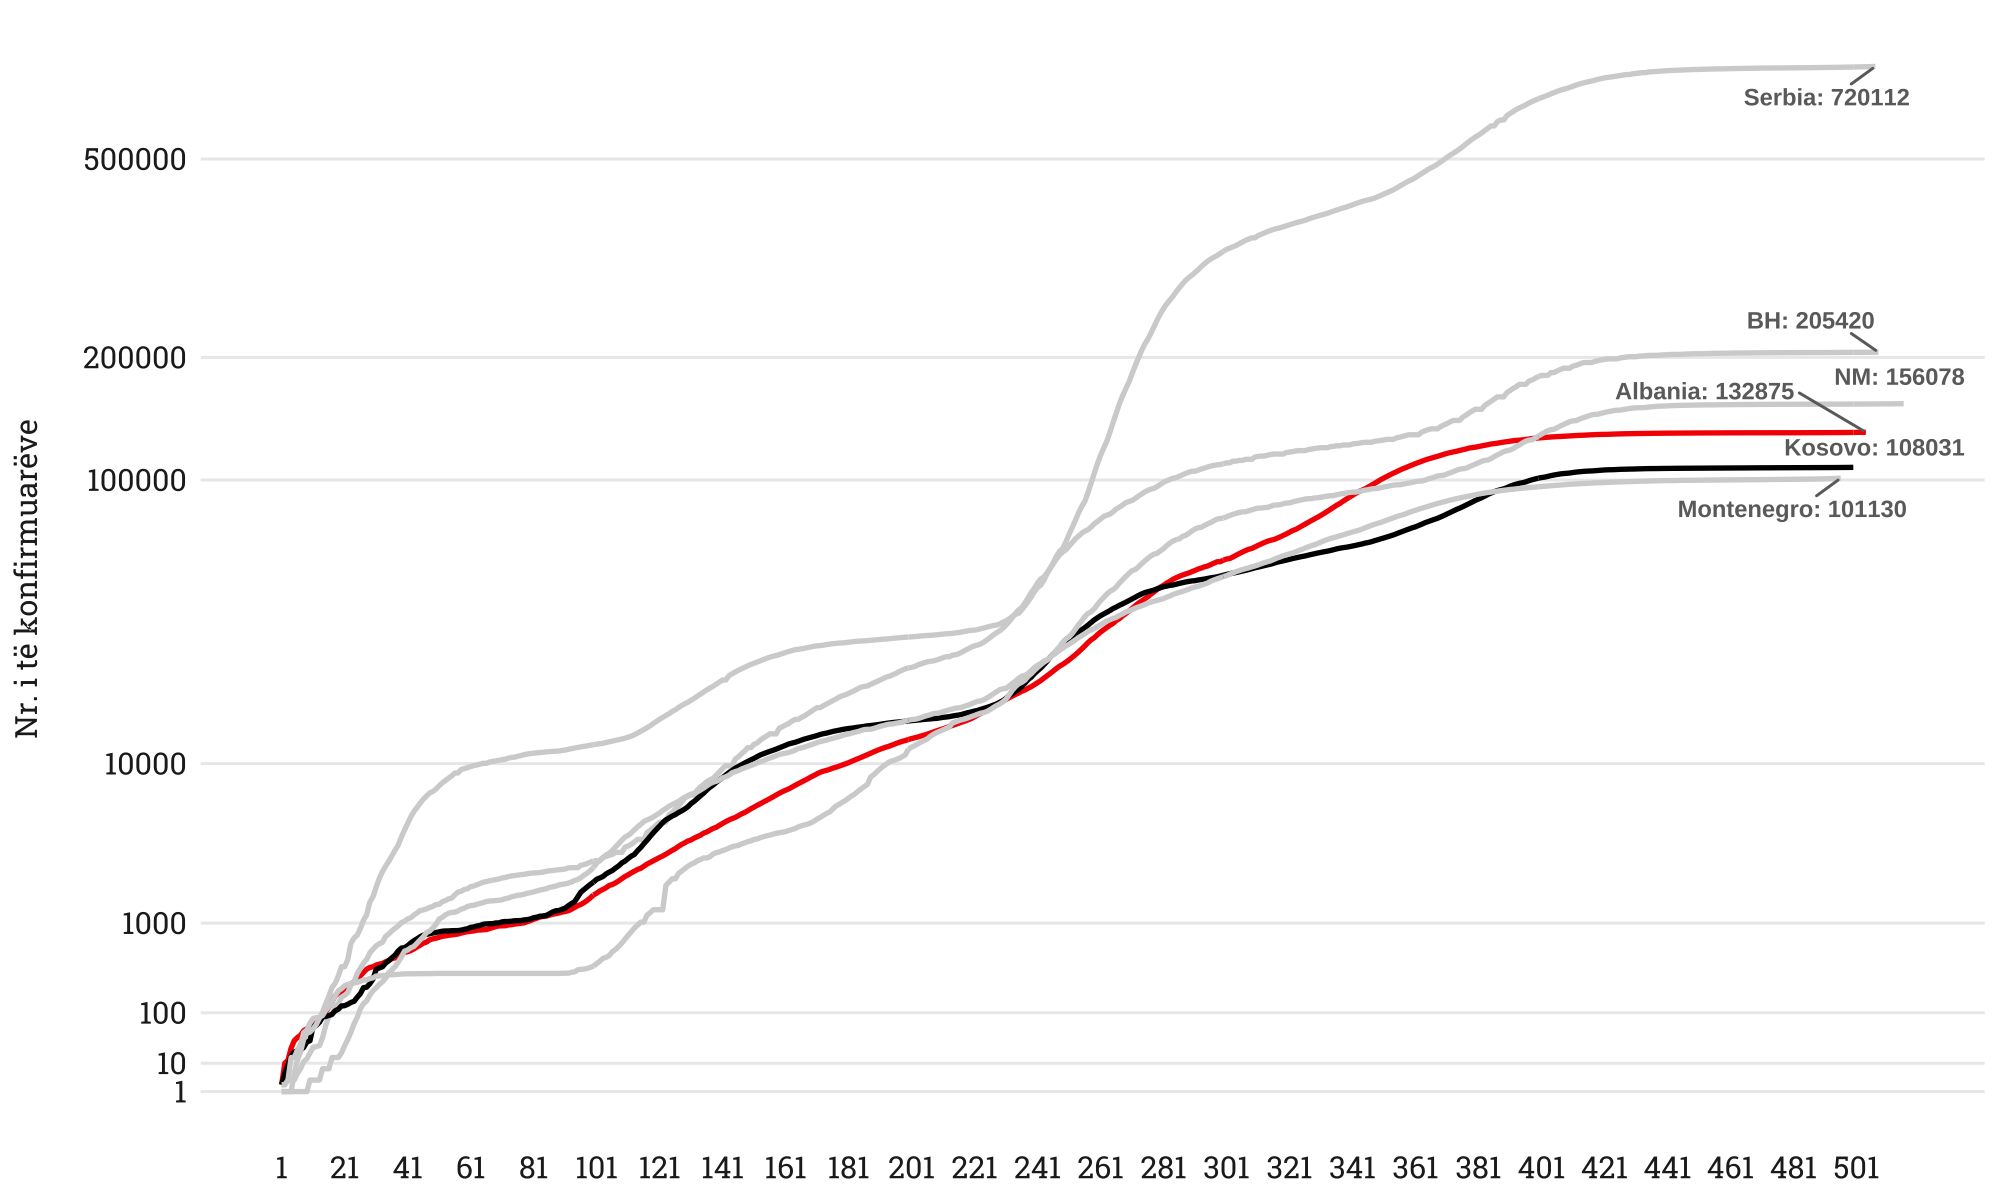 Serbia: 720112
500000
BH: 205420
200000
NM: 156078
Albania: 132875
Kosovo: 108031
100000
Montenegro: 101130
Nr. i të konfirmuarëve
10000
1000
100
10
1
1 21 41 61 81 101 121 141 161 181 201 221 241 261 281 301 321 341 361 381 401 421 441 461 481 501